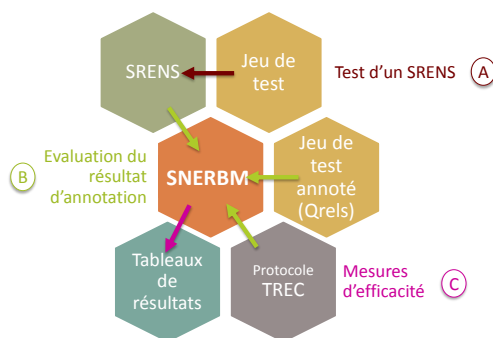 SRENS
Jeu de
test
Test d'un SRENS
A
B
Evaluation du
résultat
d'annotation
SNERBM
Jeu de
test
annoté
(Qrels)
Tableaux
de
résultats
Protocole
TREC
Mesures
d'efficacité
C